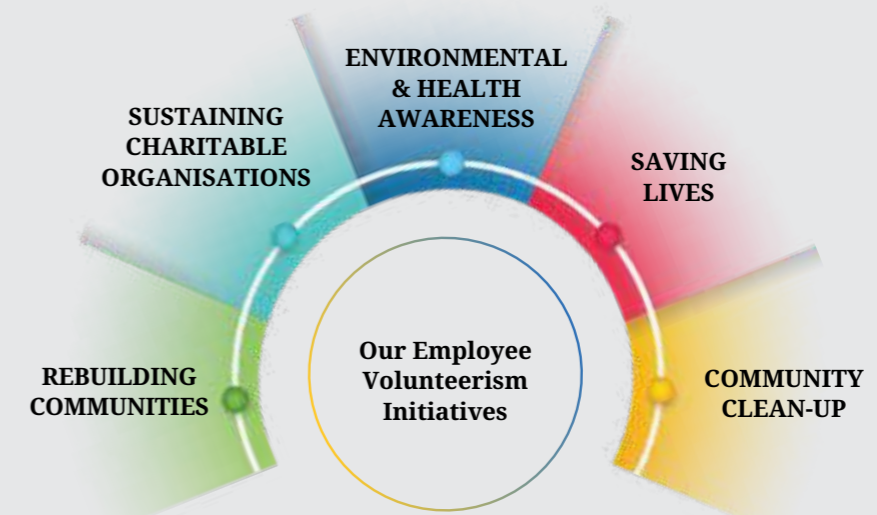 ENVIRONMENTAL
& HEALTH
AWARENESS
SUSTAINING
CHARITABLE
ORGANISATIONS
SAVING
LIVES
REBUILDING
COMMUNITIES
Our Employee
Volunteerism
Initiatives
COMMUNITY
CLEAN-UP